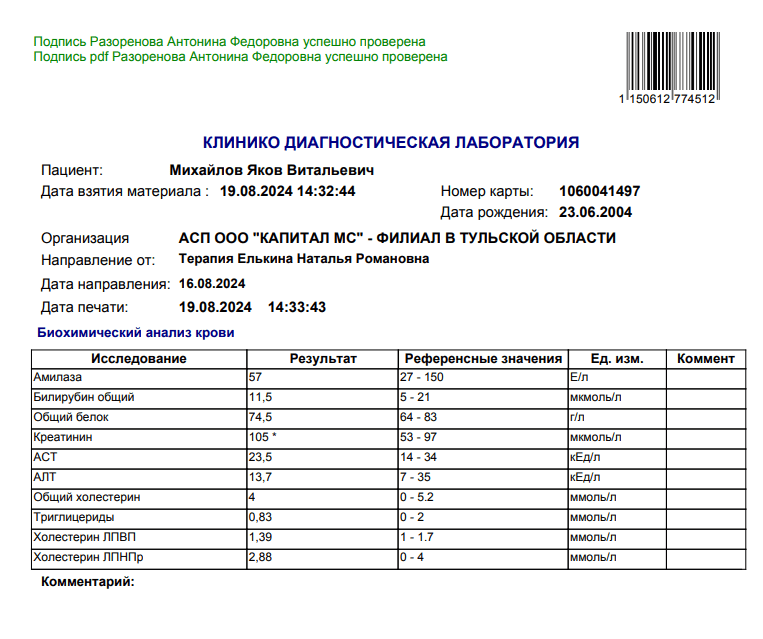 Подпись Разоренова Антонина Федоровна успешно проверена
Подпись pdf Разоренова Антонина Федоровна успешно проверена
1 150612 774512
КЛИНИКО ДИАГНОСТИЧЕСКАЯ ЛАБОРАТОРИЯ
Пациент: Михайлов Яков Витальевич
Дата взятия материала : 19.08.2024 14:32:44 Номер карты: 1060041497
Дата рождения: 23.06.2004
Организация АСП ООО "КАПИТАЛ МС" - ФИЛИАЛ В ТУЛЬСКОЙ ОБЛАСТИ
Направление от: Терапия Елькина Наталья Романовна
Дата направления: 16.08.2024
Дата печати: 19.08.2024 14:33:43
Биохимический анализ крови
Исследование Результат Референсные значения Ед. изм. Коммент
Амилаза 57 27 - 150 Е/л
Билирубин общий 11,5 5 - 21 мкмоль/л
Общий белок 74,5 64 - 83 г/л
Креатинин 105 * 53 - 97 мкмоль/л
АСТ 23,5 14 - 34 кЕд/л
АЛТ 13,7 7 - 35 кЕд/л
Общий холестерин 4 0 - 5.2 ммоль/л
Триглицериды 0,83 0 - 2 ммоль/л
Холестерин ЛПВП 1,39 1 - 1.7 ммоль/л
Холестерин ЛПНПр 2,88 0 - 4 ммоль/л
Комментарий: